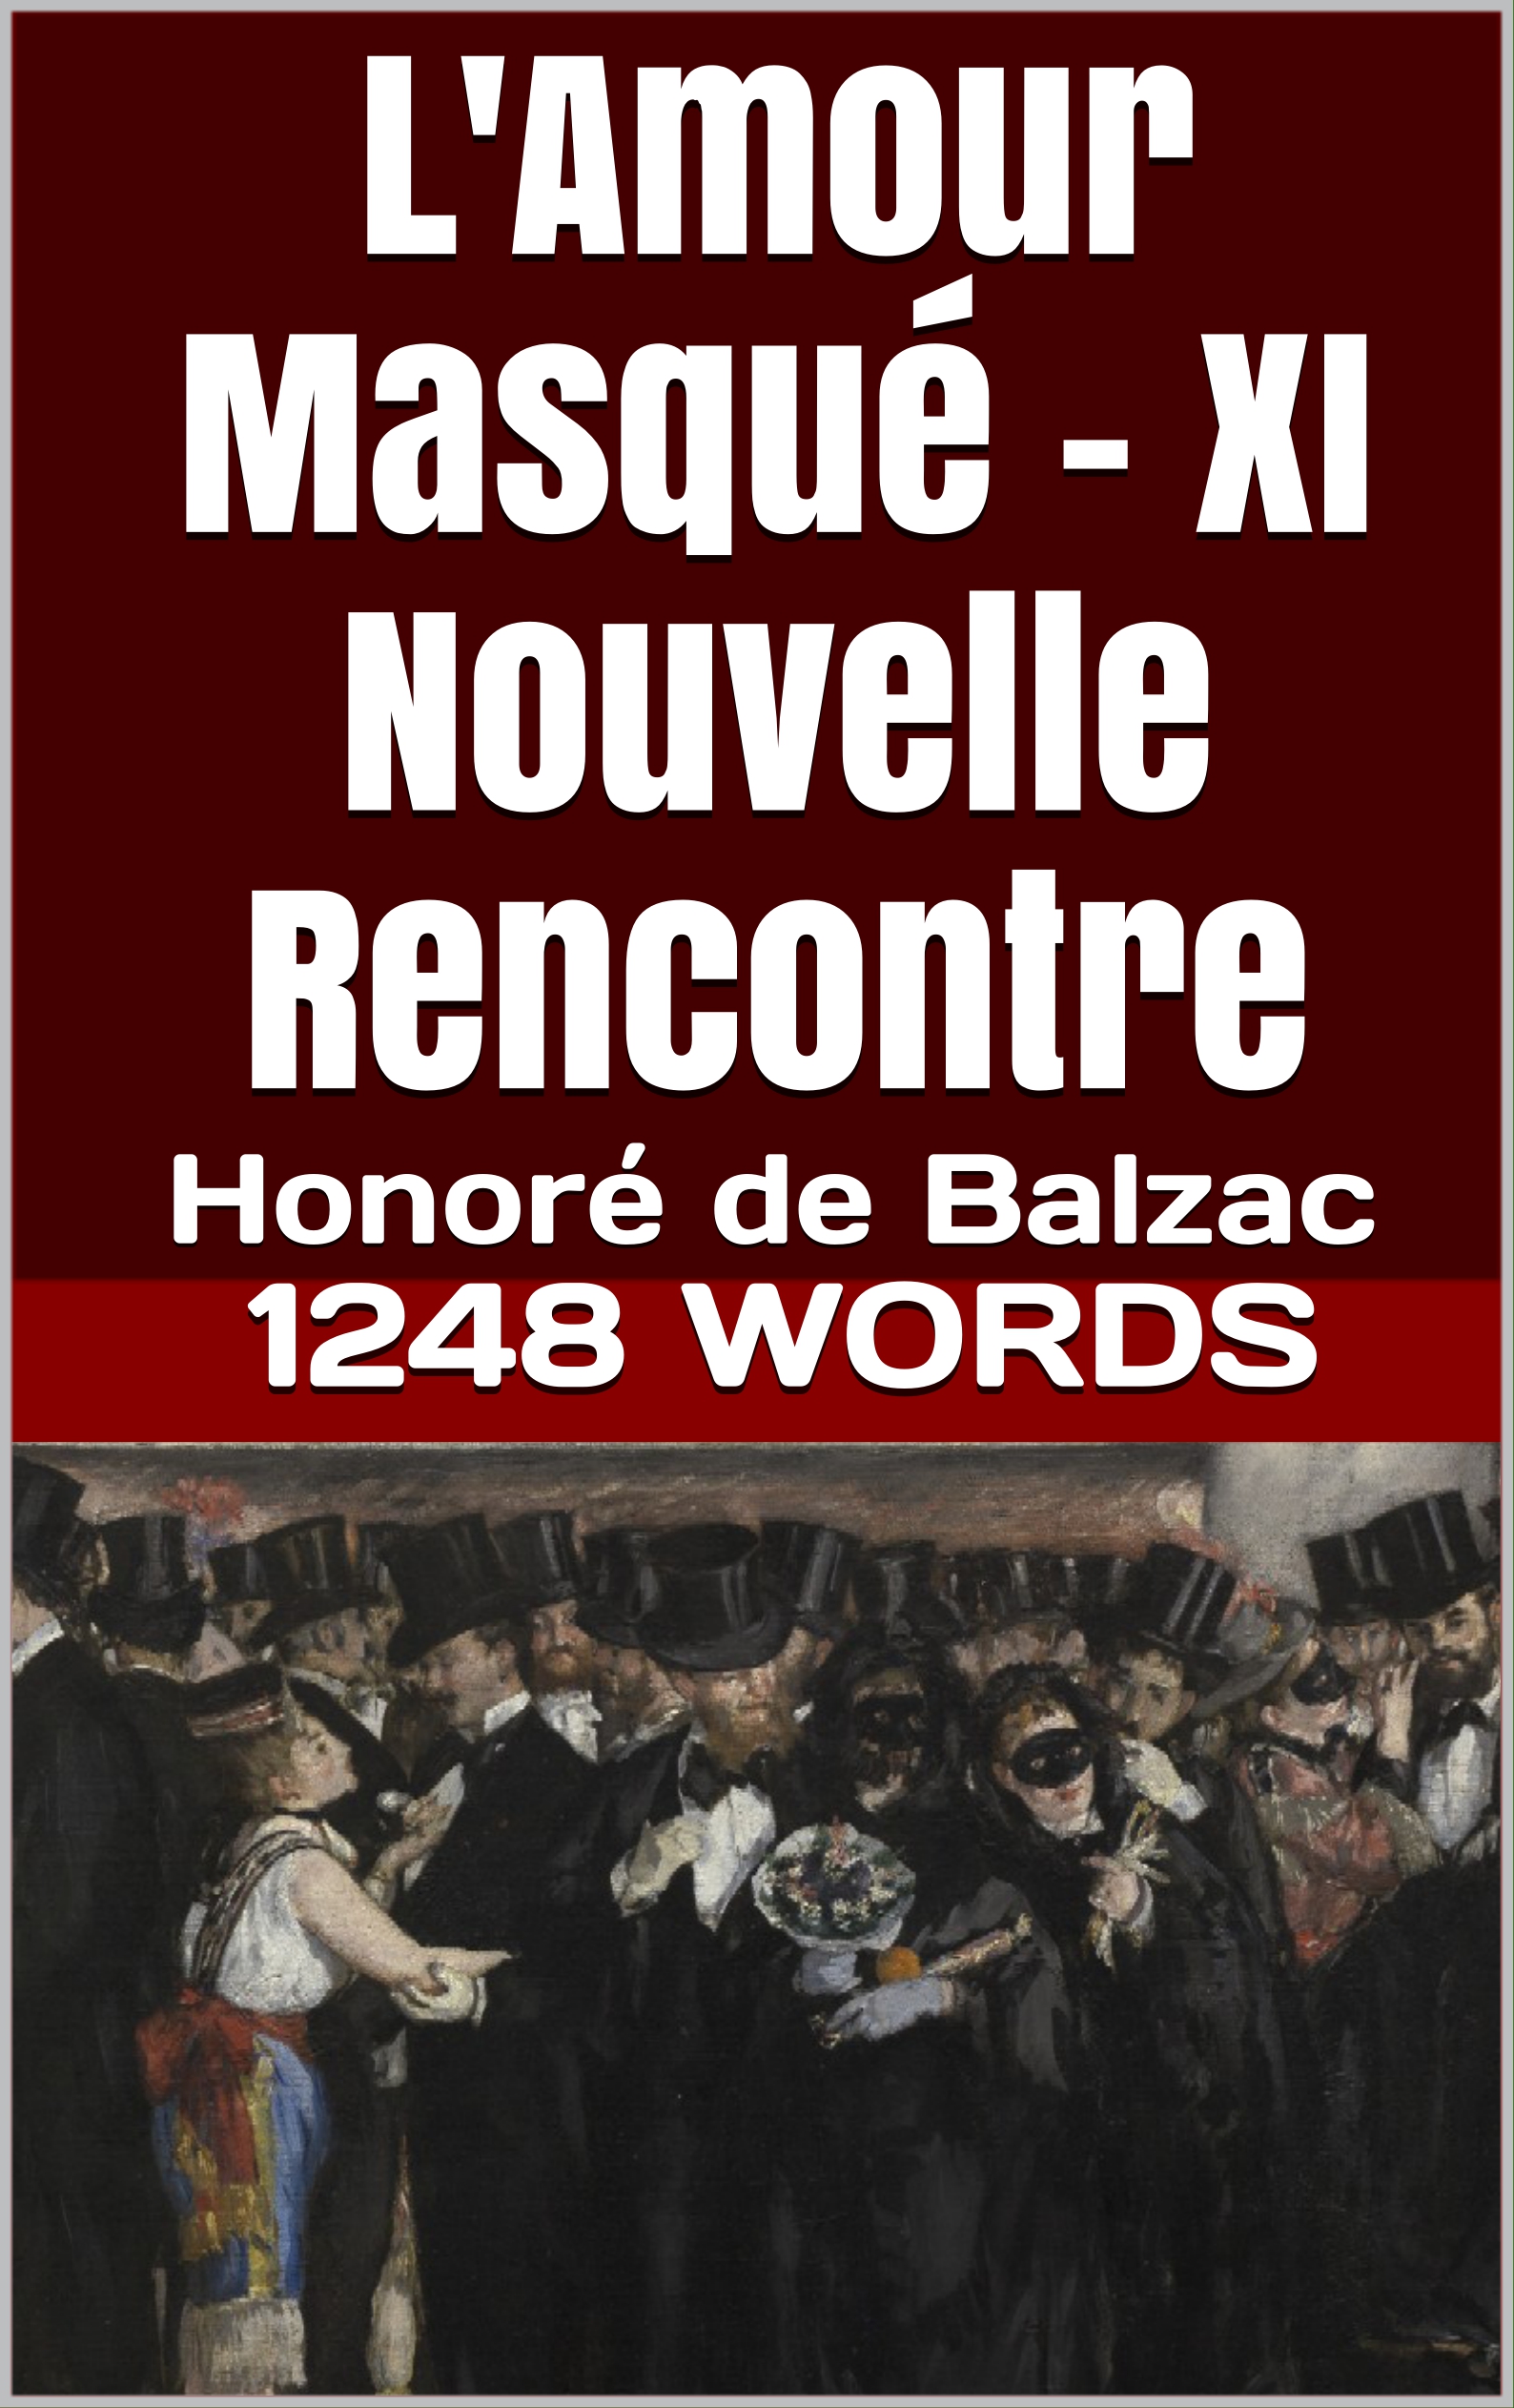 L'Amour
Masqué - XI
Nouvelle
Rencontre
Honoré de Balzac
1248 WORDS